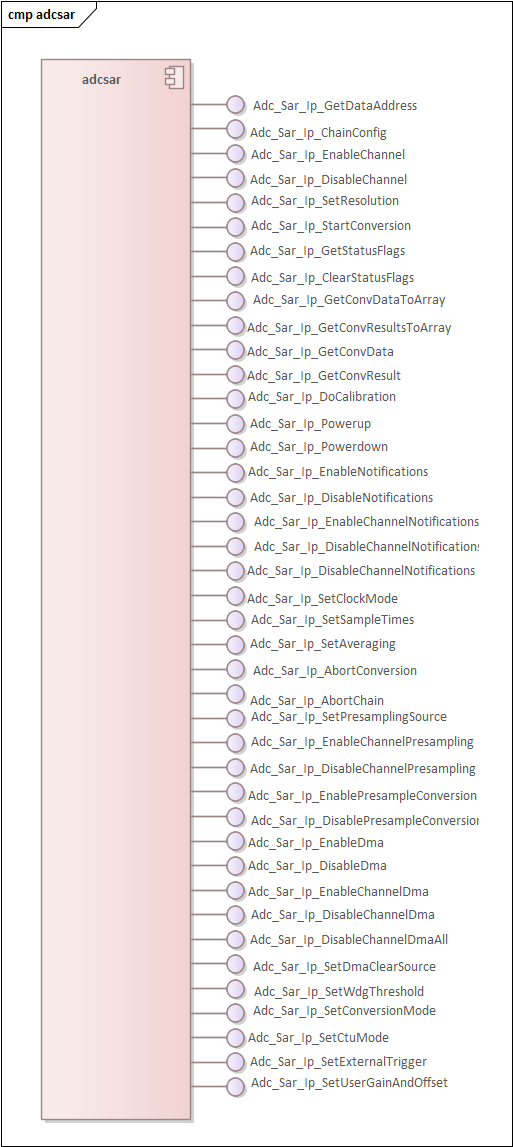 cmp adcsar
adcsar
Adc_Sar_Ip_GetDataAddress
Adc_Sar_Ip_ChainConfig
Adc_Sar_Ip_EnableChannel
Adc_Sar_Ip_DisableChannel
Adc_Sar_Ip_SetResolution
Adc_Sar_Ip_StartConversion
Adc_Sar_Ip_GetStatusFlags
Adc_Sar_Ip_ClearStatusFlags
Adc_Sar_Ip_GetConvDataToArray
Adc_Sar_Ip_GetConvResultsToArray
Adc_Sar_Ip_GetConvData
Adc_Sar_Ip_GetConvResult
Adc_Sar_Ip_DoCalibration
Adc_Sar_Ip_Powerup
Adc_Sar_Ip_Powerdown
Adc_Sar_Ip_EnableNotifications
Adc_Sar_Ip_DisableNotifications
Adc_Sar_Ip_EnableChannelNotifications
Adc_Sar_Ip_DisableChannelNotifications
Adc_Sar_Ip_DisableChannelNotifications
Adc_Sar_Ip_SetClockMode
Adc_Sar_Ip_SetSampleTimes
Adc_Sar_Ip_SetAveraging
Adc_Sar_Ip_AbortConversion
Adc_Sar_Ip_AbortChain
Adc_Sar_Ip_SetPresamplingSource
Adc_Sar_Ip_EnableChannelPresampling
Adc_Sar_Ip_DisableChannelPresampling
Adc_Sar_Ip_EnablePresampleConversion
Adc_Sar_Ip_DisablePresampleConversion
Adc_Sar_Ip_EnableDma
Adc_Sar_Ip_DisableDma
Adc_Sar_Ip_EnableChannelDma
Adc_Sar_Ip_DisableChannelDma
Adc_Sar_Ip_DisableChannelDmaAll
Adc_Sar_Ip_SetDmaClearSource
Adc_Sar_Ip_SetWdgThreshold
Adc_Sar_Ip_SetConversionMode
Adc_Sar_Ip_SetCtuMode
Adc_Sar_Ip_SetExternalTrigger
Adc_Sar_Ip_SetUserGainAndOffset